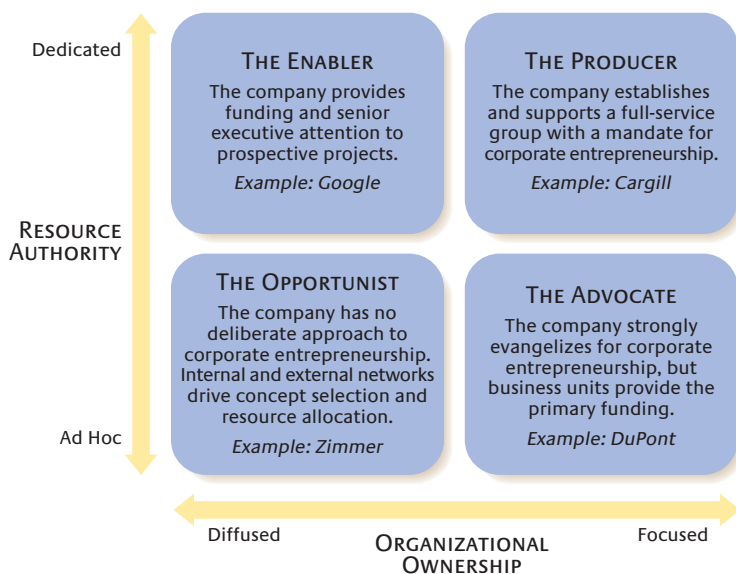 Dedicated
THE ENABLER
The company provides
funding and senior
executive attention to
prospective projects.
Example: Google
THE PRODUCER
The company establishes
and supports a full-service
group with a mandate for
corporate entrepreneurship.
Example: Cargill
RESOURCE
AUTHORITY
THE OPPORTUNIST
The company has no
deliberate approach to
corporate entrepreneurship.
Internal and external networks
drive concept selection and
resource allocation.
Example: Zimmer
THE ADVOCATE
The company strongly
evangelizes for corporate
entrepreneurship, but
business units provide the
primary funding.
Example: DuPont
Ad Hoc
Diffused
ORGANIZATIONAL
OWNERSHIP
Focused